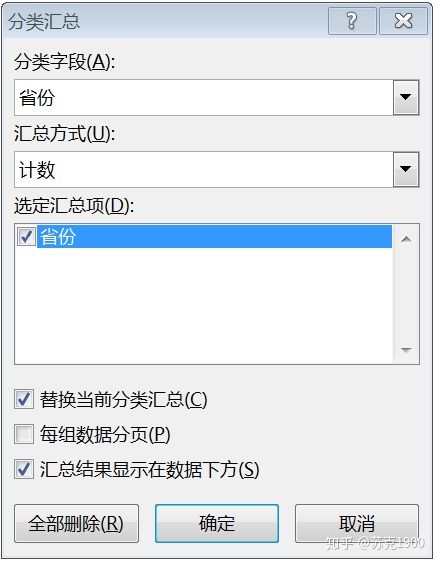 分类汇总
分类字段(A):
省份
汇总方式(U):
计数
选定汇总项(D):
省份
替换当前分类汇总(C)
每组数据分页(P)
汇总结果显示在数据下方(S)
全部删除(R) 确定 取消
知乎 @苏克1900